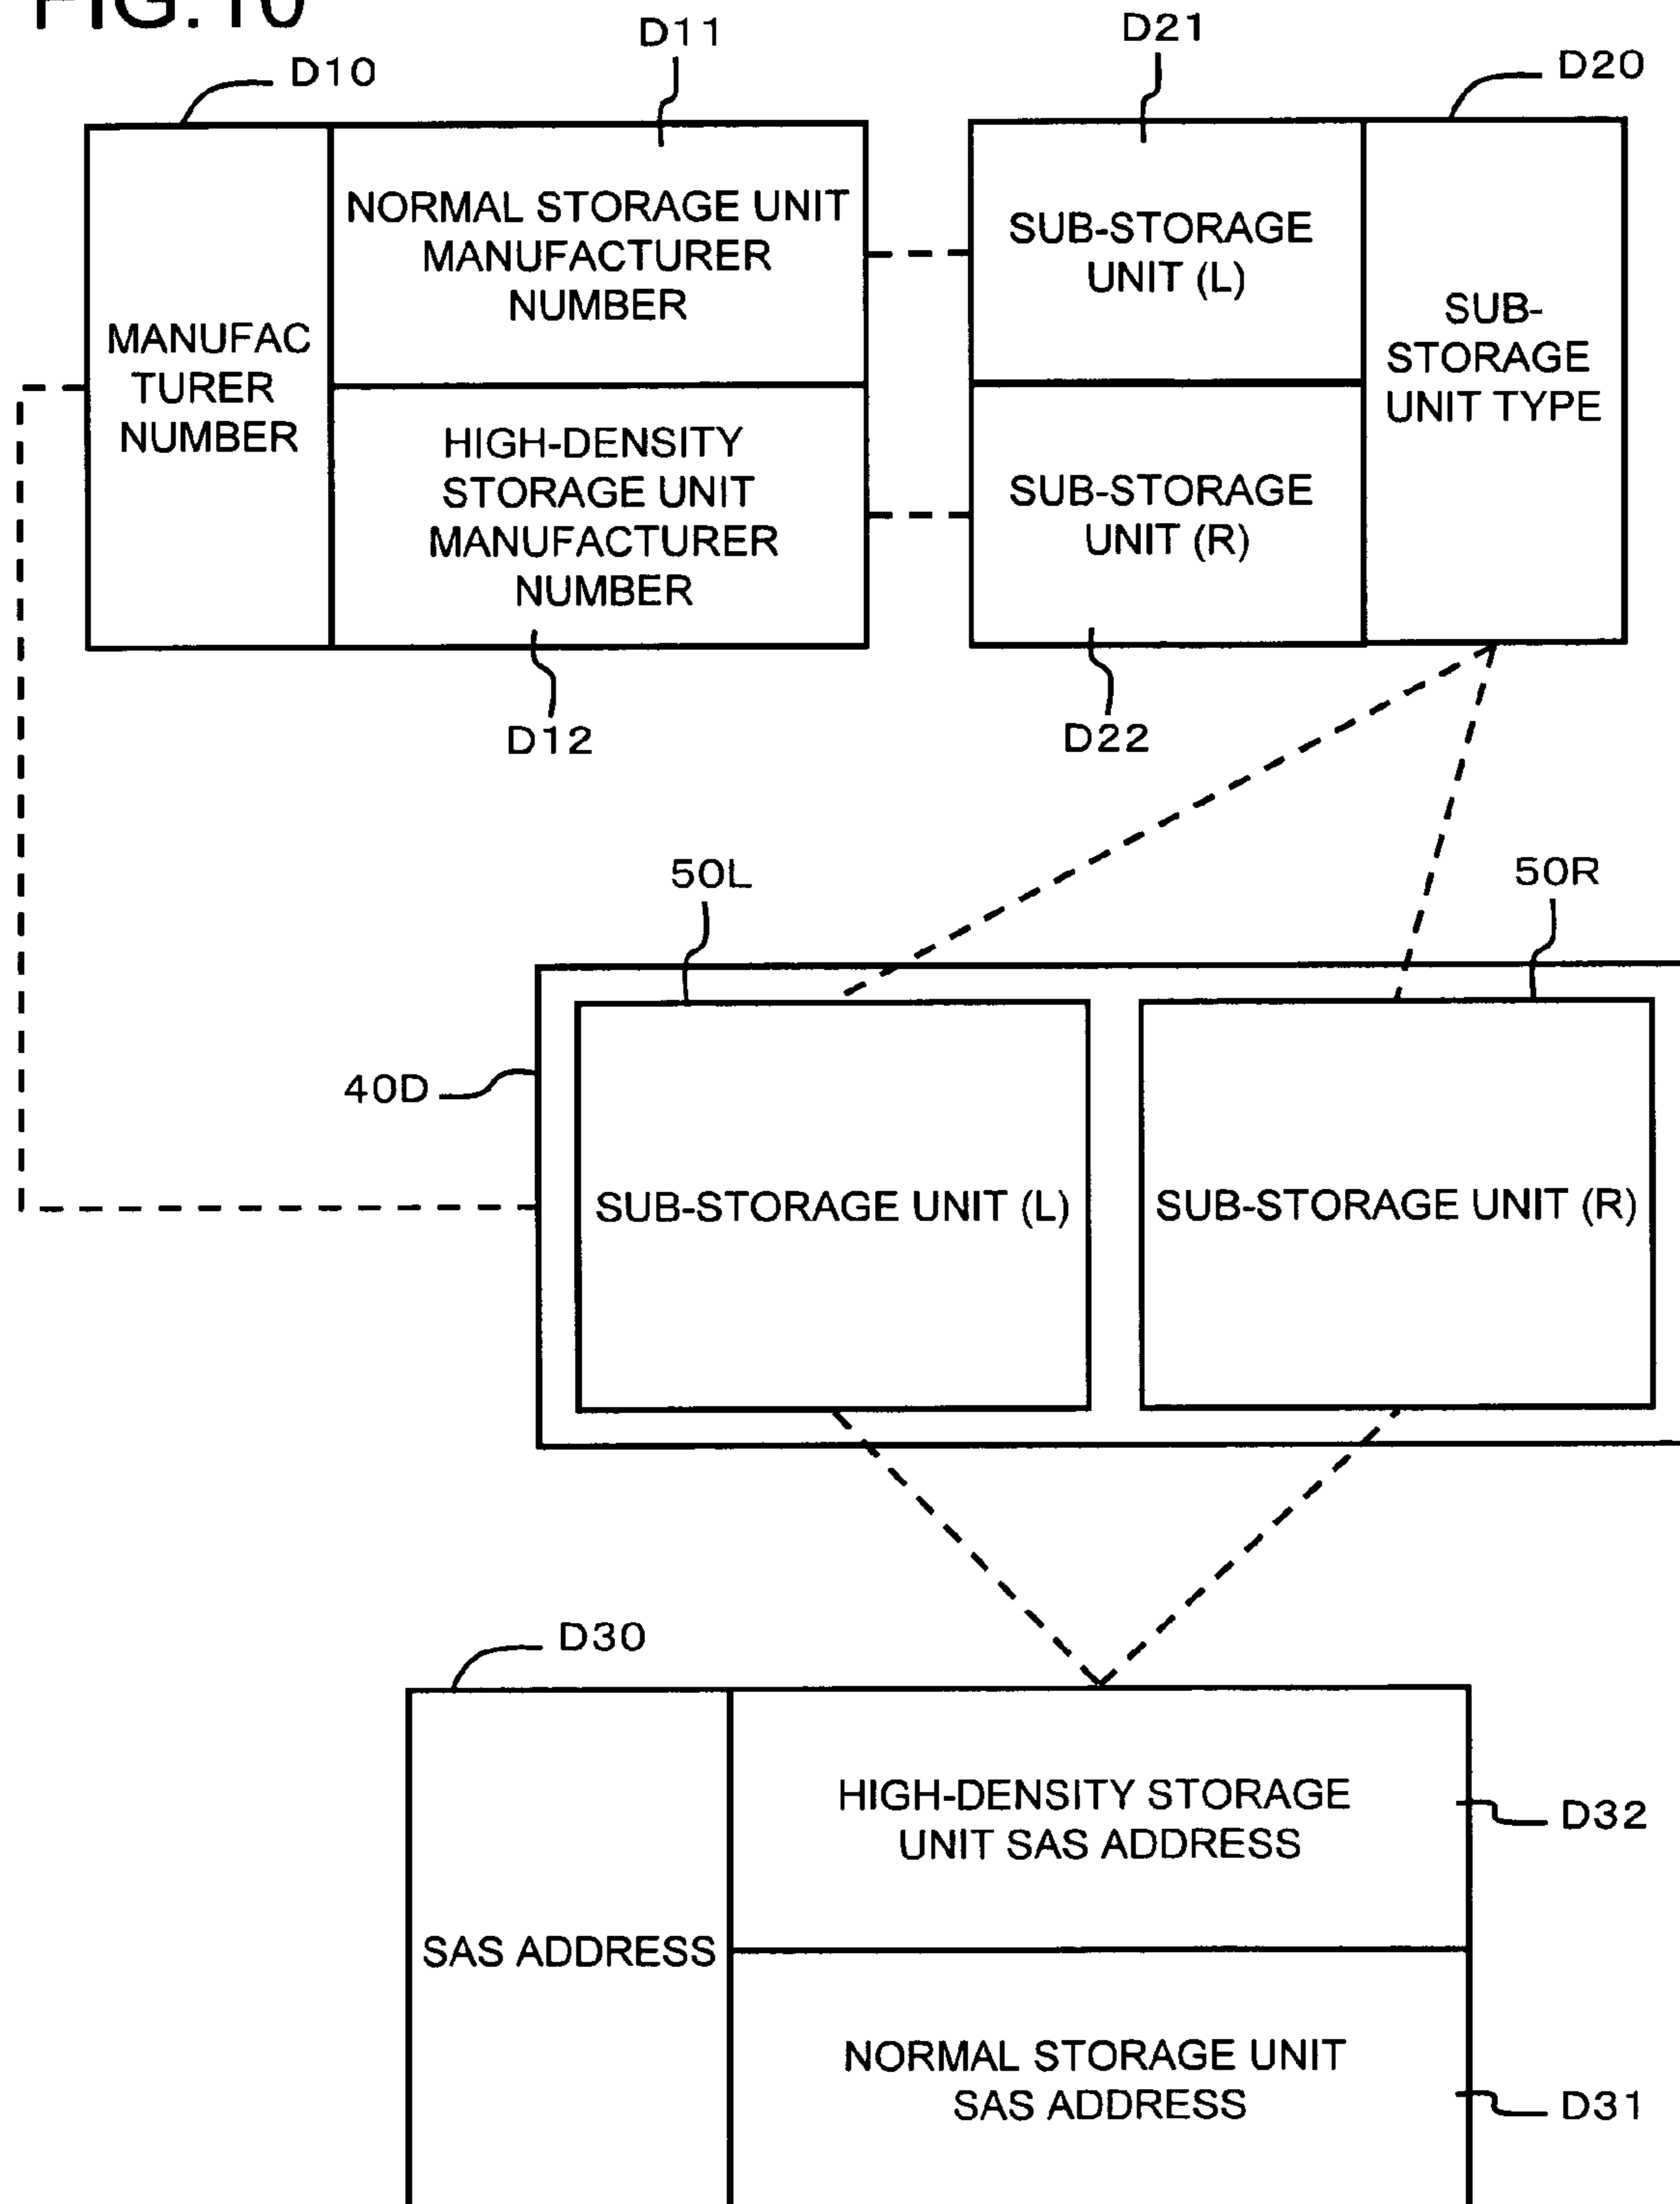 FIG.10
D10
D11
D21
D20
MANUFAC
TURER
NUMBER
NORMAL STORAGE UNIT
MANUFACTURER
NUMBER
HIGH-DENSITY
STORAGE UNIT
MANUFACTURER
NUMBER
SUB-STORAGE
UNIT (L)
SUB-STORAGE
UNIT (R)
SUB-
STORAGE
UNIT TYPE
D12
D22
50L
50R
40D
SUB-STORAGE UNIT (L)
SUB-STORAGE UNIT (R)
D30
SAS ADDRESS
HIGH-DENSITY STORAGE
UNIT SAS ADDRESS
D32
NORMAL STORAGE UNIT
SAS ADDRESS
D31